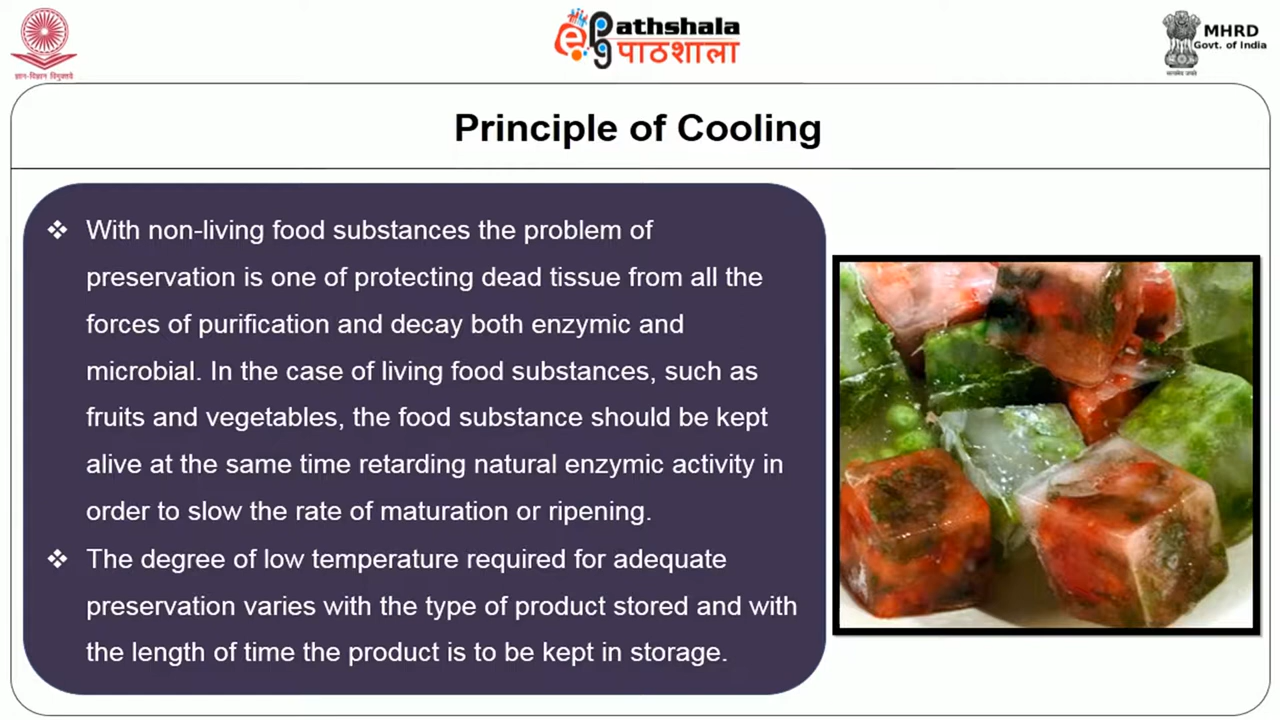 ज्ञान-विज्ञान विमुक्तये
ePathshala
पाठशाला
MHRD
Govt. of India
सत्यमेव जयते
Principle of Cooling
❖ With non-living food substances the problem of
preservation is one of protecting dead tissue from all the
forces of purification and decay both enzymic and
microbial. In the case of living food substances, such as
fruits and vegetables, the food substance should be kept
alive at the same time retarding natural enzymic activity in
order to slow the rate of maturation or ripening.
❖ The degree of low temperature required for adequate
preservation varies with the type of product stored and with
the length of time the product is to be kept in storage.